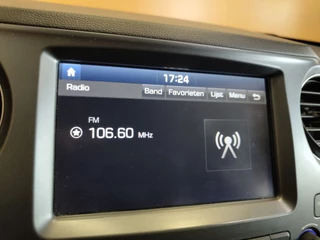 17:24
Radio Band Favorieten Lijst Menu
FM
106.60 MHz